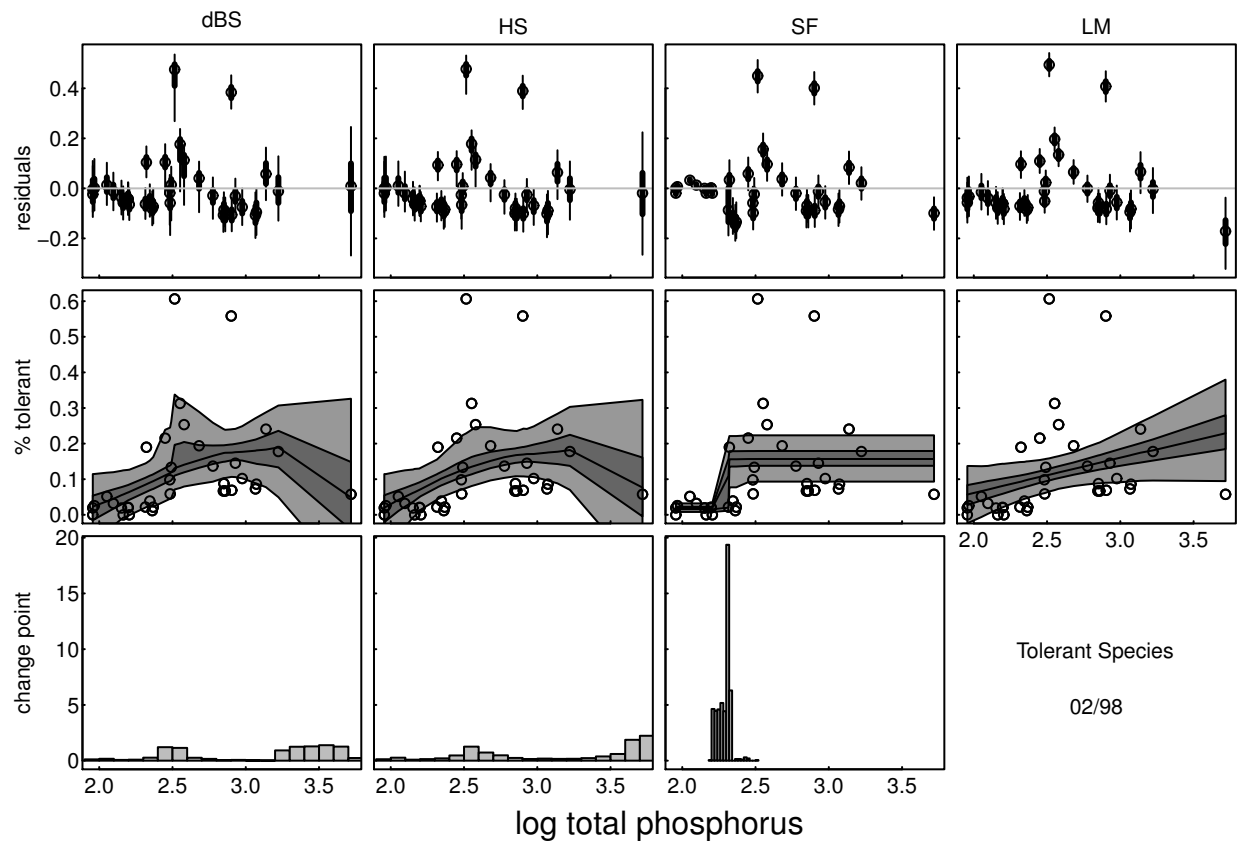 dBS HS SF LM
residuals
0.4
0.2
0.0
−0.2
% tolerant
0.6
0.5
0.4
0.3
0.2
0.1
0.0
2.0 2.5 3.0 3.5
change point
20
15
10
5
0
Tolerant Species
02/98
2.0 2.5 3.0 3.5 2.0 2.5 3.0 3.5 2.0 2.5 3.0 3.5
log total phosphorus